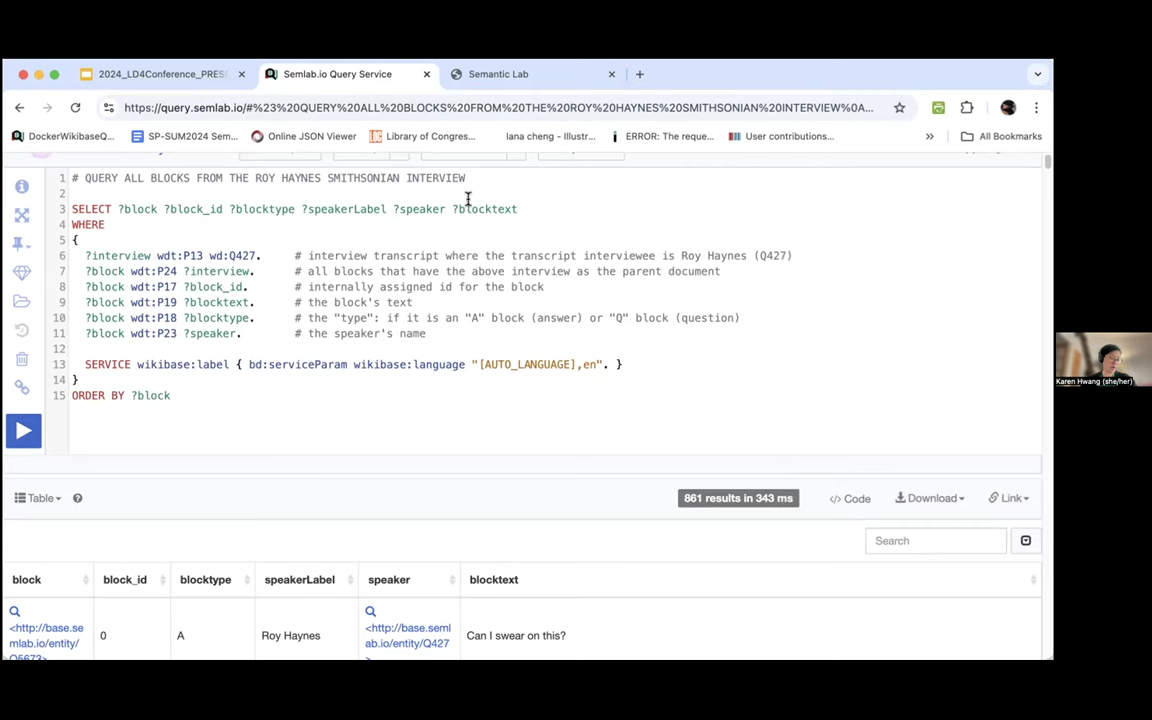 2024_LD4Conference_PRES
Semlab.io Query Service
Semantic Lab
https://query.semlab.io/#%23%20QUERY%20ALL%20BLOCKS%20FROM%20THE%20ROY%20HAYNES%20SMITHSONIAN%20INTERVIEW%0A...
DockerWikibaseQ...
SP-SUM2024 Sem...
Online JSON Viewer
Library of Congres...
lana cheng - Illustr...
ERROR: The reque...
User contributions...
»
All Bookmarks
1 # QUERY ALL BLOCKS FROM THE ROY HAYNES SMITHSONIAN INTERVIEW
2
3 SELECT ?block ?block_id ?blocktype ?speakerLabel ?speaker ?blocktext
4 WHERE
5 {
6 ?interview wdt:P13 wd:Q427. # interview transcript where the transcript interviewee is Roy Haynes (Q427)
7 ?block wdt:P24 ?interview. # all blocks that have the above interview as the parent document
8 ?block wdt:P17 ?block_id. # internally assigned id for the block
9 ?block wdt:P19 ?blocktext. # the block's text
10 ?block wdt:P18 ?blocktype. # the "type": if it is an "A" block (answer) or "Q" block (question)
11 ?block wdt:P23 ?speaker. # the speaker's name
12
13 SERVICE wikibase:label { bd:serviceParam wikibase:language "[AUTO_LANGUAGE],en". }
14 }
15 ORDER BY ?block
Table
861 results in 343 ms
</> Code
Download
Link
Search
block block_id blocktype speakerLabel speaker blocktext
<http://base.se
mlab.io/entity/
Q5673>
0
A
Roy Haynes
<http://base.seml
ab.io/entity/Q427
>
Can I swear on this?
Karen Hwang (she/her)